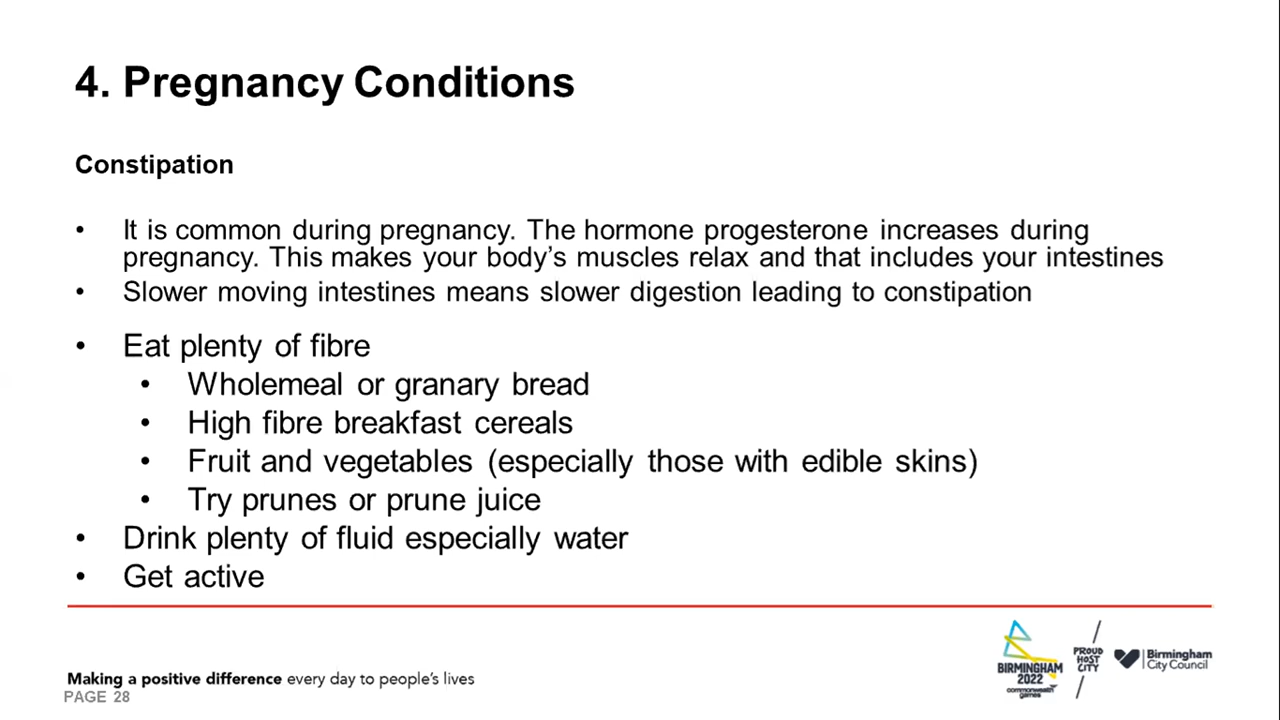 4. Pregnancy Conditions
Constipation
• It is common during pregnancy. The hormone progesterone increases during
pregnancy. This makes your body’s muscles relax and that includes your intestines
• Slower moving intestines means slower digestion leading to constipation
• Eat plenty of fibre
• Wholemeal or granary bread
• High fibre breakfast cereals
• Fruit and vegetables (especially those with edible skins)
• Try prunes or prune juice
• Drink plenty of fluid especially water
• Get active
Making a positive difference every day to people’s lives
PAGE 28
BIRMINGHAM
2022
commonwealth
games
PROUD
HOST
CITY
Birmingham
City Council